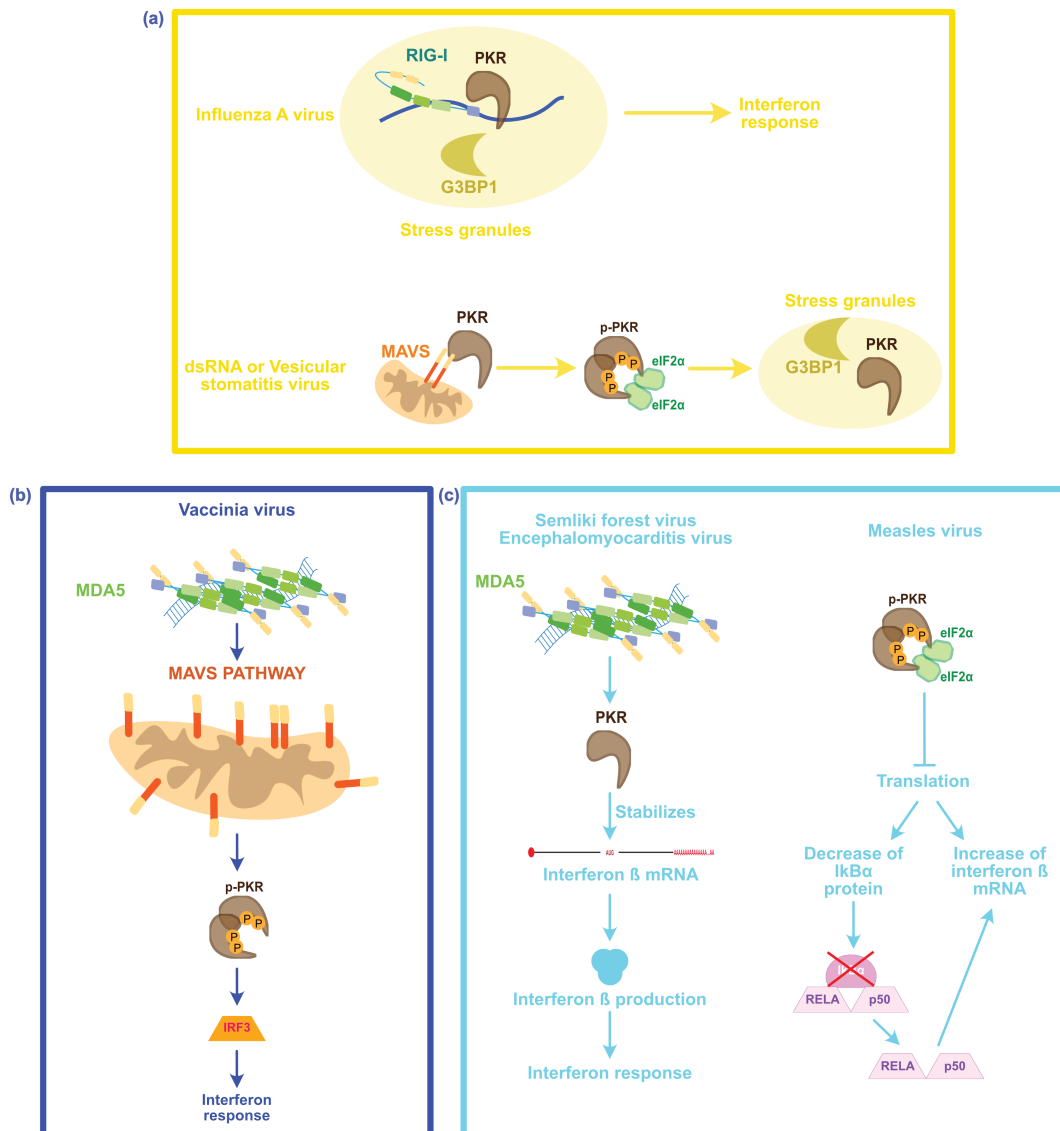 (a)
RIG-I
PKR
Influenza A virus
Interferon
response
G3BP1
Stress granules
Stress granules
PKR
p-PKR
MAVS
eIF2α
PKR
G3BP1
P
P
P
P
dsRNA or Vesicular
stomatitis virus
eIF2α
(b)
Vaccinia virus
MDA5
MAVS PATHWAY
p-PKR
P
P
P
P
IRF3
Interferon
response
(c)
Semliki forest virus
Encephalomyocarditis virus
MDA5
PKR
Stabilizes
AUG
Interferon ß mRNA
Interferon ß production
Interferon response
Measles virus
p-PKR
eIF2α
P
P
P
P
eIF2α
Translation
Decrease of
IkBα
protein
Increase of
interferon ß
mRNA
IkBα
RELA
p50
RELA
p50